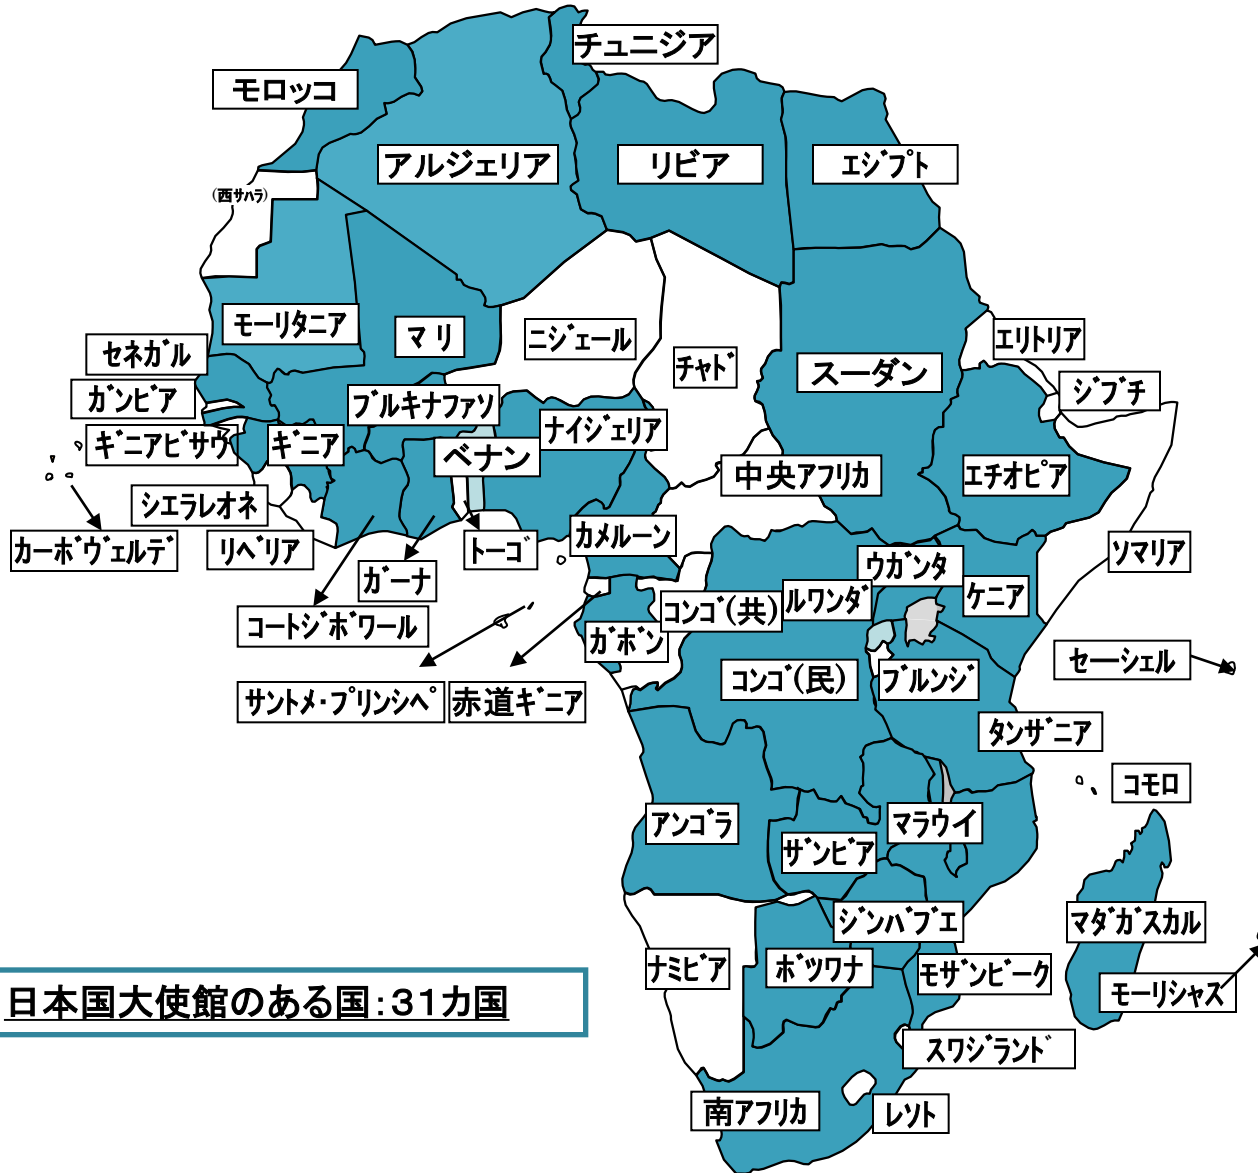 チュニジア
モロッコ
アルジェリア
リビア
エジプト
(西サハラ)
モーリタニア
マリ
ニジェール
エリトリア
セネガル
チャド
スーダン
ジブチ
ガンビア
ブルキナファソ
ナイジェリア
ギニアビサウ
ギニア
ベナン
中央アフリカ
エチオピア
シエラレオネ
カーボヴェルデ
リベリア
トーゴ
カメルーン
ソマリア
ガーナ
ウガンタ
ルワンダ
ケニア
コートジボワール
コンゴ(共)
ガボン
セーシェル
サントメ・プリンシペ
赤道ギニア
コンゴ(民)
ブルンジ
タンザニア
コモロ
アンゴラ
マラウイ
ザンビア
ジンバブエ
マダガスカル
ナミビア
ボツワナ
モザンビーク
モーリシャス
日本国大使館のある国:31カ国
スワジランド
南アフリカ
レソト